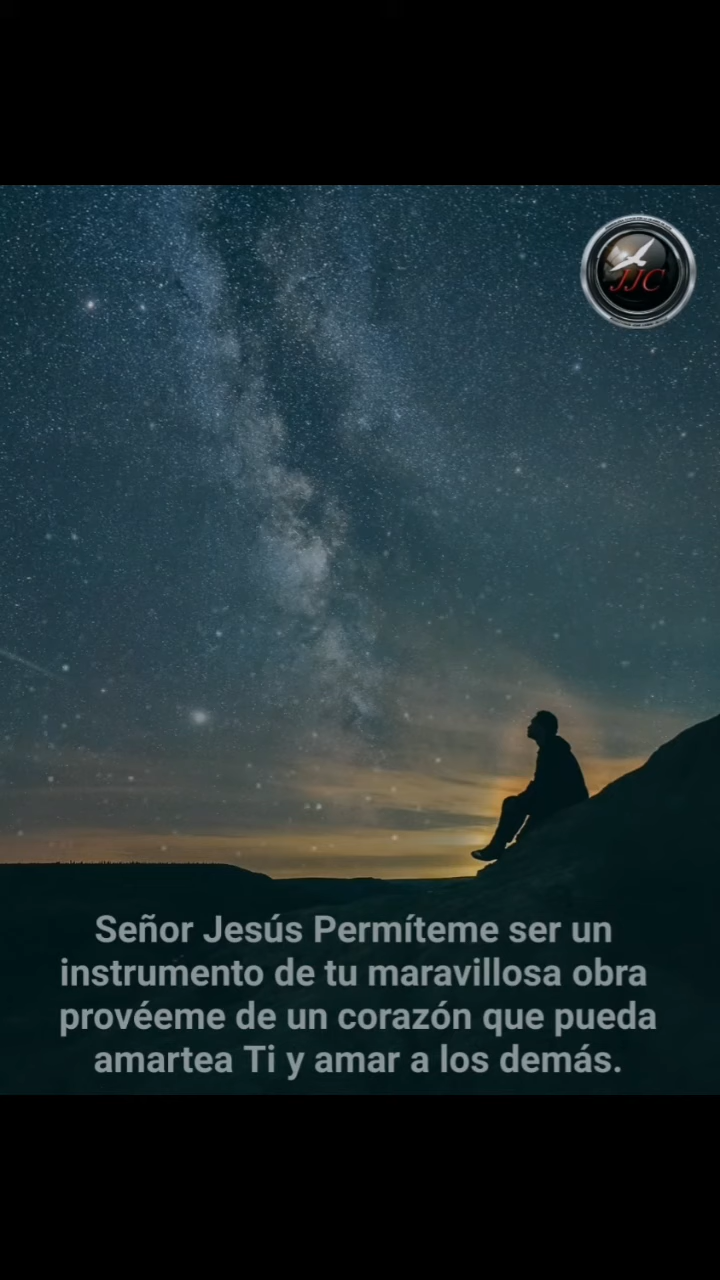 JJC
Señor Jesús Permíteme ser un
instrumento de tu maravillosa obra
provéeme de un corazón que pueda
amartea Ti y amar a los demás.